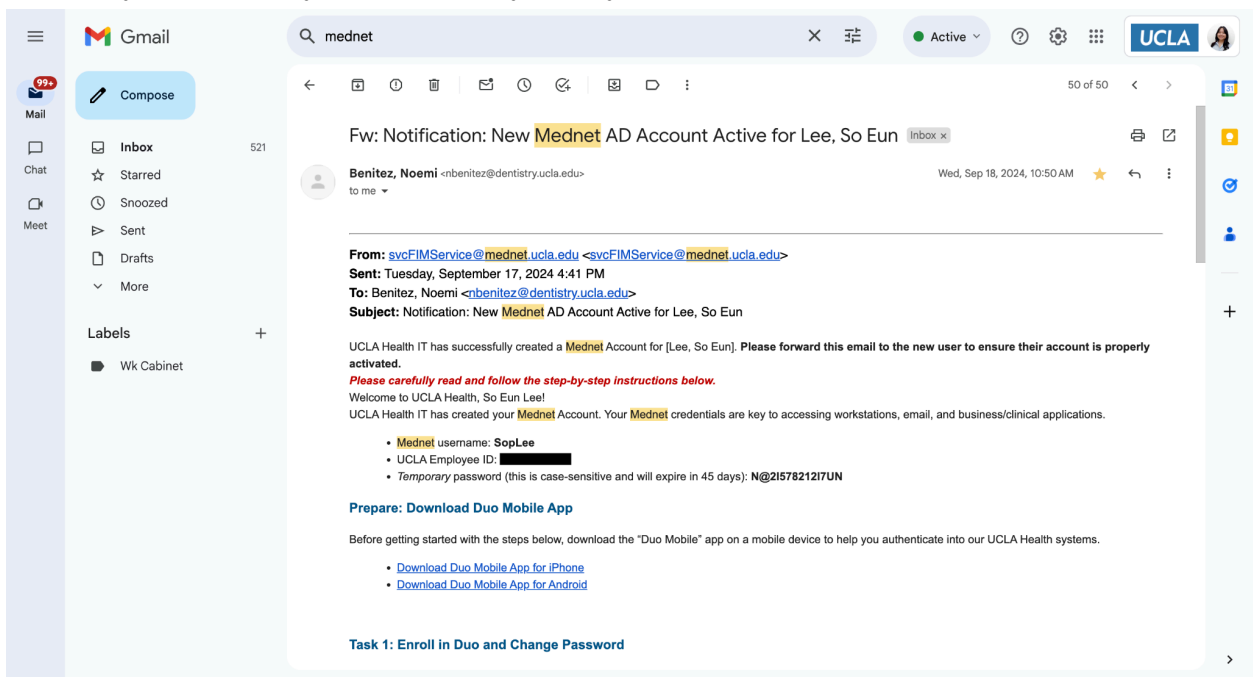 Gmail
mednet
Active
UCLA
99+
Mail
Compose
50 of 50
31
Fw: Notification: New Mednet AD Account Active for Lee, So Eun Inbox x
Inbox 521
Chat
Starred
Benitez, Noemi <nbenitez@dentistry.ucla.edu> Wed, Sep 18, 2024, 10:50 AM
to me
Snoozed
Meet
Sent
Drafts
More
Labels
Wk Cabinet
From: svcFIMService@mednet.ucla.edu <svcFIMService@mednet.ucla.edu>
Sent: Tuesday, September 17, 2024 4:41 PM
To: Benitez, Noemi <nbenitez@dentistry.ucla.edu>
Subject: Notification: New Mednet AD Account Active for Lee, So Eun
UCLA Health IT has successfully created a Mednet Account for [Lee, So Eun]. Please forward this email to the new user to ensure their account is properly
activated.
Please carefully read and follow the step-by-step instructions below.
Welcome to UCLA Health, So Eun Lee!
UCLA Health IT has created your Mednet Account. Your Mednet credentials are key to accessing workstations, email, and business/clinical applications.
• Mednet username: SopLee
• UCLA Employee ID:
• Temporary password (this is case-sensitive and will expire in 45 days): N@2I578212I7UN
Prepare: Download Duo Mobile App
Before getting started with the steps below, download the “Duo Mobile” app on a mobile device to help you authenticate into our UCLA Health systems.
• Download Duo Mobile App for iPhone
• Download Duo Mobile App for Android
Task 1: Enroll in Duo and Change Password